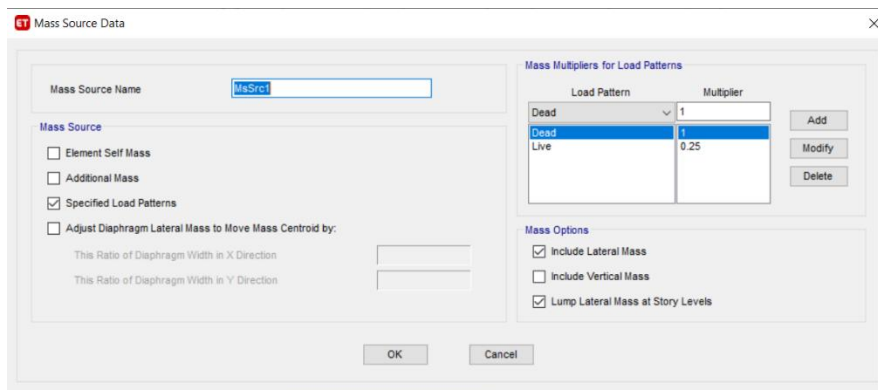 ET Mass Source Data
Mass Source Name MsSrc1
Mass Source
Element Self Mass
Additional Mass
Specified Load Patterns
Adjust Diaphragm Lateral Mass to Move Mass Centroid by:
This Ratio of Diaphragm Width in X Direction
This Ratio of Diaphragm Width in Y Direction
Mass Multipliers for Load Patterns
Load Pattern Multiplier
Dead 1 Add
Dead 1
Live 0.25 Modify
Delete
Mass Options
Include Lateral Mass
Include Vertical Mass
Lump Lateral Mass at Story Levels
OK Cancel